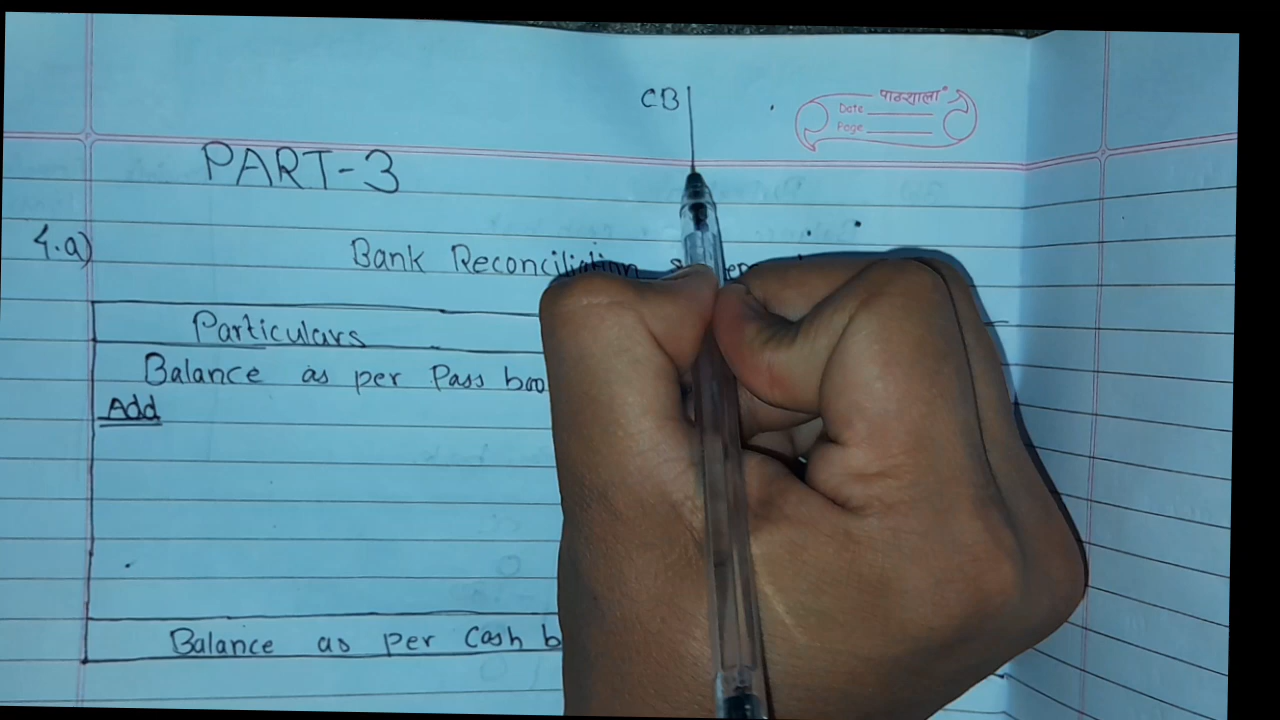 CB
पाठशाला
Date
Page
PART-3
4.a)
Bank Reconciliation
Particulars
Balance as per Pass boo
Add
Balance as per Cash b